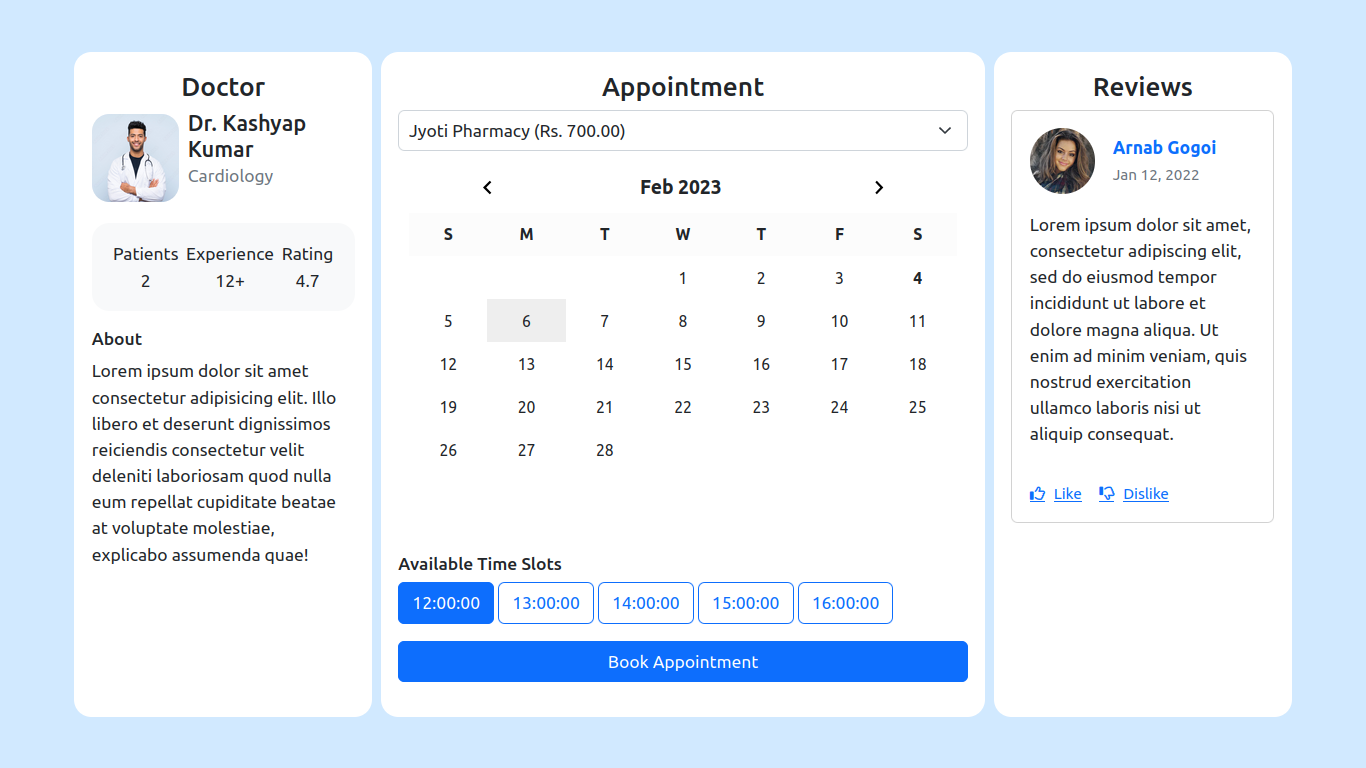 Doctor
Dr. Kashyap
Kumar
Cardiology
Patients Experience Rating
2 12+ 4.7
About
Lorem ipsum dolor sit amet
consectetur adipisicing elit. Illo
libero et deserunt dignissimos
reiciendis consectetur velit
deleniti laboriosam quod nulla
eum repellat cupiditate beatae
at voluptate molestiae,
explicabo assumenda quae!
Appointment
Jyoti Pharmacy (Rs. 700.00)
Feb 2023
S M T W T F S
1 2 3 4
5 6 7 8 9 10 11
12 13 14 15 16 17 18
19 20 21 22 23 24 25
26 27 28
Available Time Slots
12:00:00 13:00:00 14:00:00 15:00:00 16:00:00
Book Appointment
Reviews
Arnab Gogoi
Jan 12, 2022
Lorem ipsum dolor sit amet,
consectetur adipiscing elit,
sed do eiusmod tempor
incididunt ut labore et
dolore magna aliqua. Ut
enim ad minim veniam, quis
nostrud exercitation
ullamco laboris nisi ut
aliquip consequat.
Like Dislike